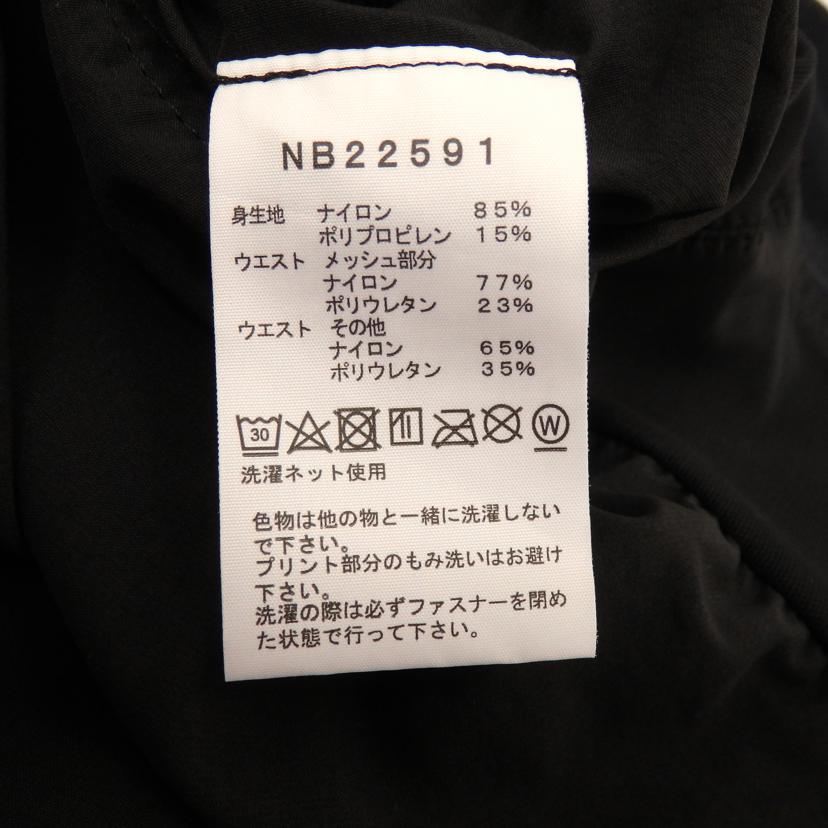 NB22591
身生地 ナイロン 85%
ポリプロピレン 15%
ウエスト メッシュ部分
ナイロン 77%
ポリウレタン 23%
ウエスト その他
ナイロン 65%
ポリウレタン 35%
30 W
洗濯ネット使用
色物は他の物と一緒に洗濯しない
で下さい。
プリント部分のもみ洗いはお避け
下さい。
洗濯の際は必ずファスナーを閉め
た状態で行って下さい。